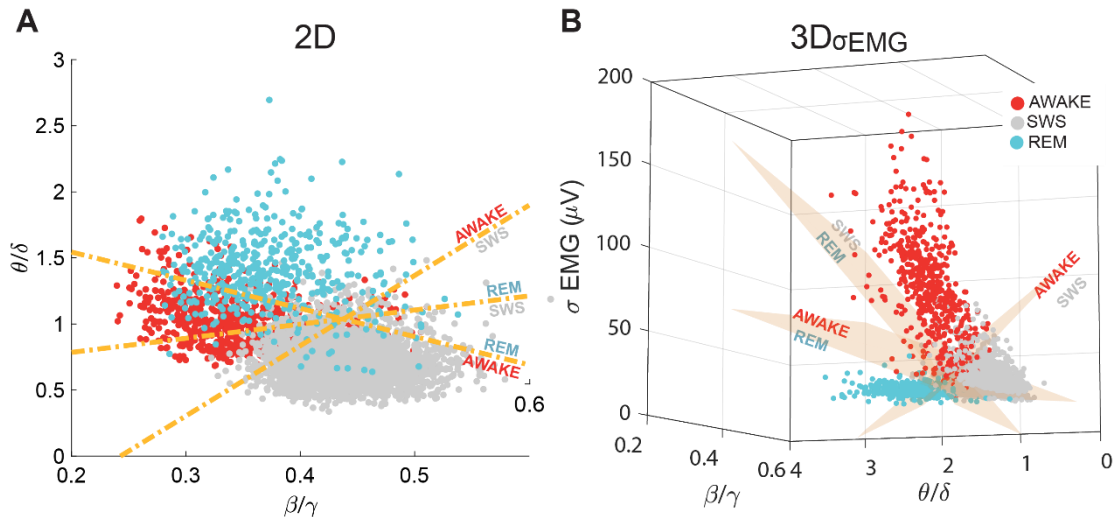 A
2D
3
2.5
2
1.5
1
0.5
0
θ/δ
0.2
0.3
0.4
0.5
0.6
β/γ
AWAKE
SWS
REM
SWS
REM
AWAKE
B
3DσEMG
200
150
100
50
0
σ EMG (μV)
AWAKE
SWS
REM
SWS
REM
AWAKE
REM
AWAKE
SWS
0.2
0.4
0.6
β/γ
4
3
2
1
0
θ/δ